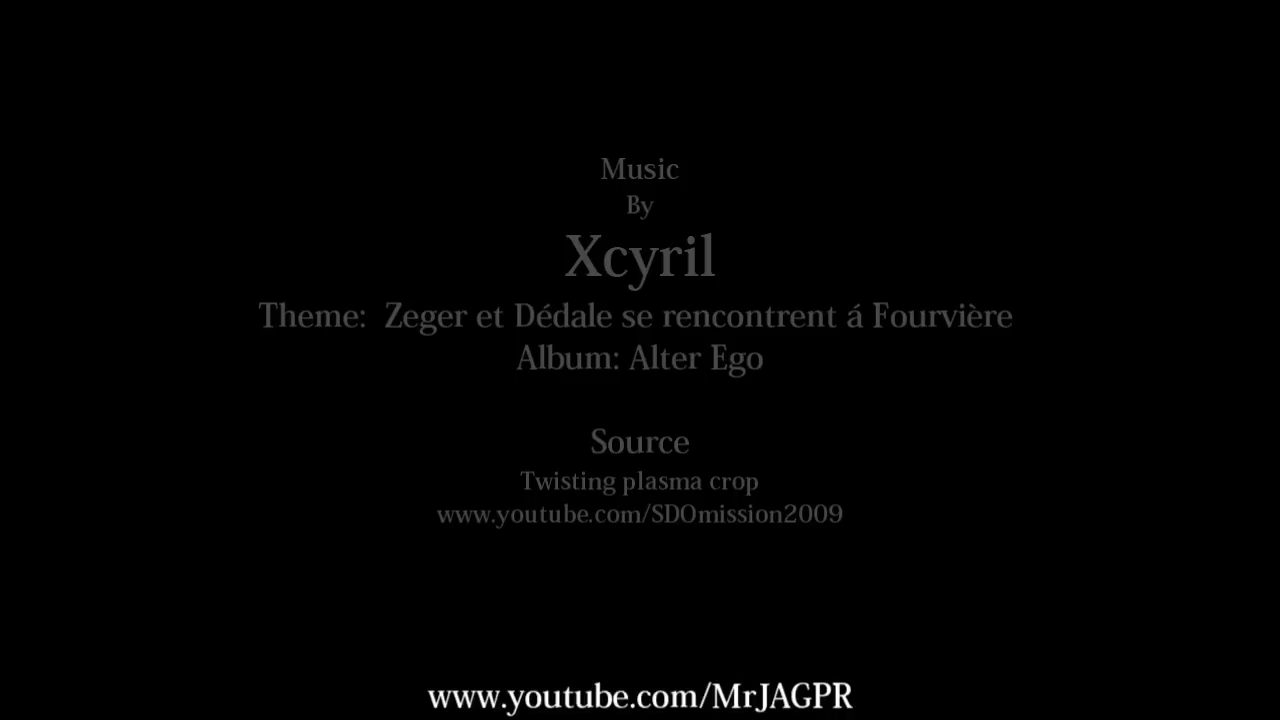 Music
By
Xcyril
Theme:  Zeger et Dédale se rencontrent á Fourvière
Album: Alter Ego
Source
Twisting plasma crop
www.youtube.com/SDOmission2009
www.youtube.com/MrJAGPR